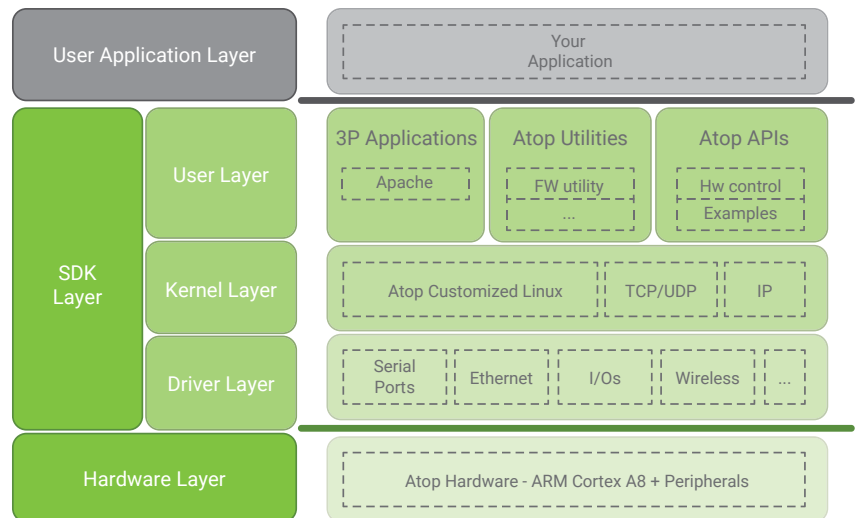 User Application Layer
Your
Application
SDK
Layer
User Layer
3P Applications
Apache
Atop Utilities
FW utility
...
Atop APIs
Hw control
Examples
Kernel Layer
Atop Customized Linux
TCP/UDP
IP
Driver Layer
Serial
Ports
Ethernet
I/Os
Wireless
...
Hardware Layer
Atop Hardware - ARM Cortex A8 + Peripherals